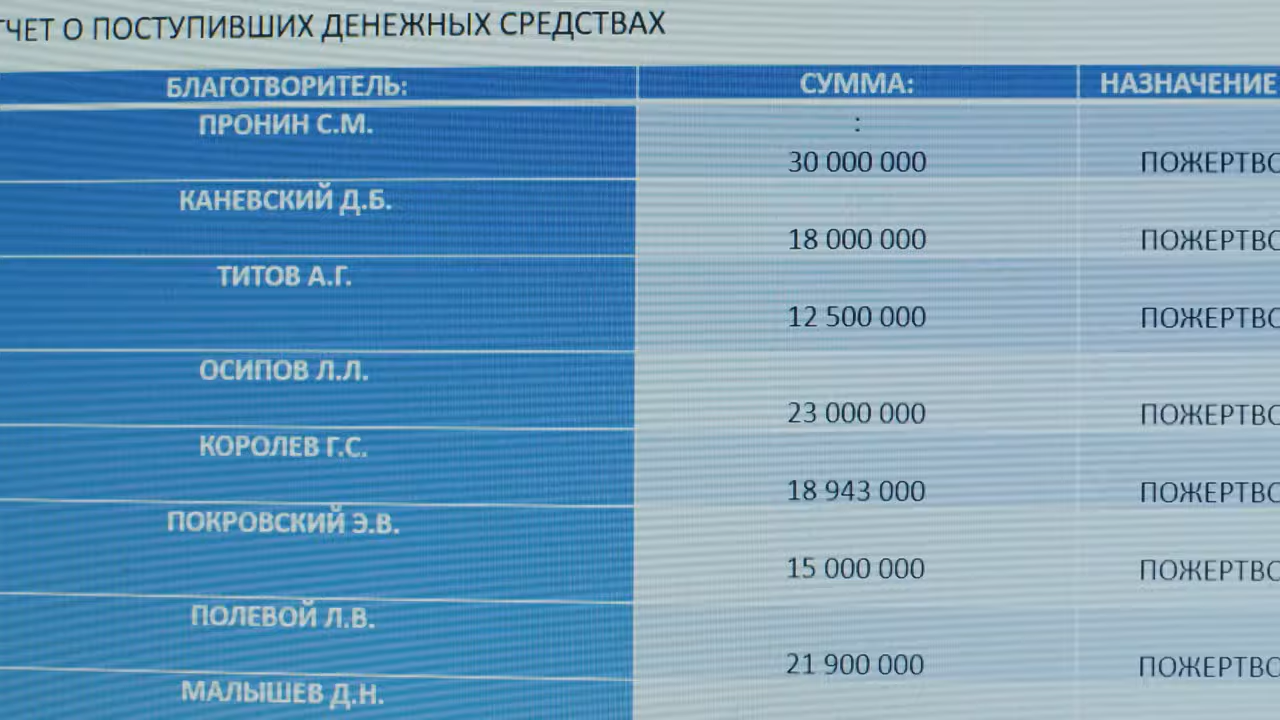 ТЧЕТ О ПОСТУПИВШИХ ДЕНЕЖНЫХ СРЕДСТВАХ
БЛАГОТВОРИТЕЛЬ: СУММА: НАЗНАЧЕНИЕ
ПРОНИН С.М. :
30 000 000 ПОЖЕРТВО
КАНЕВСКИЙ Д.Б.
18 000 000 ПОЖЕРТВО
ТИТОВ А.Г.
12 500 000 ПОЖЕРТВО
ОСИПОВ Л.Л.
23 000 000 ПОЖЕРТВО
КОРОЛЕВ Г.С.
18 943 000 ПОЖЕРТВО
ПОКРОВСКИЙ Э.В.
15 000 000 ПОЖЕРТВО
ПОЛЕВОЙ Л.В.
21 900 000 ПОЖЕРТВО
МАЛЫШЕВ Д.Н.